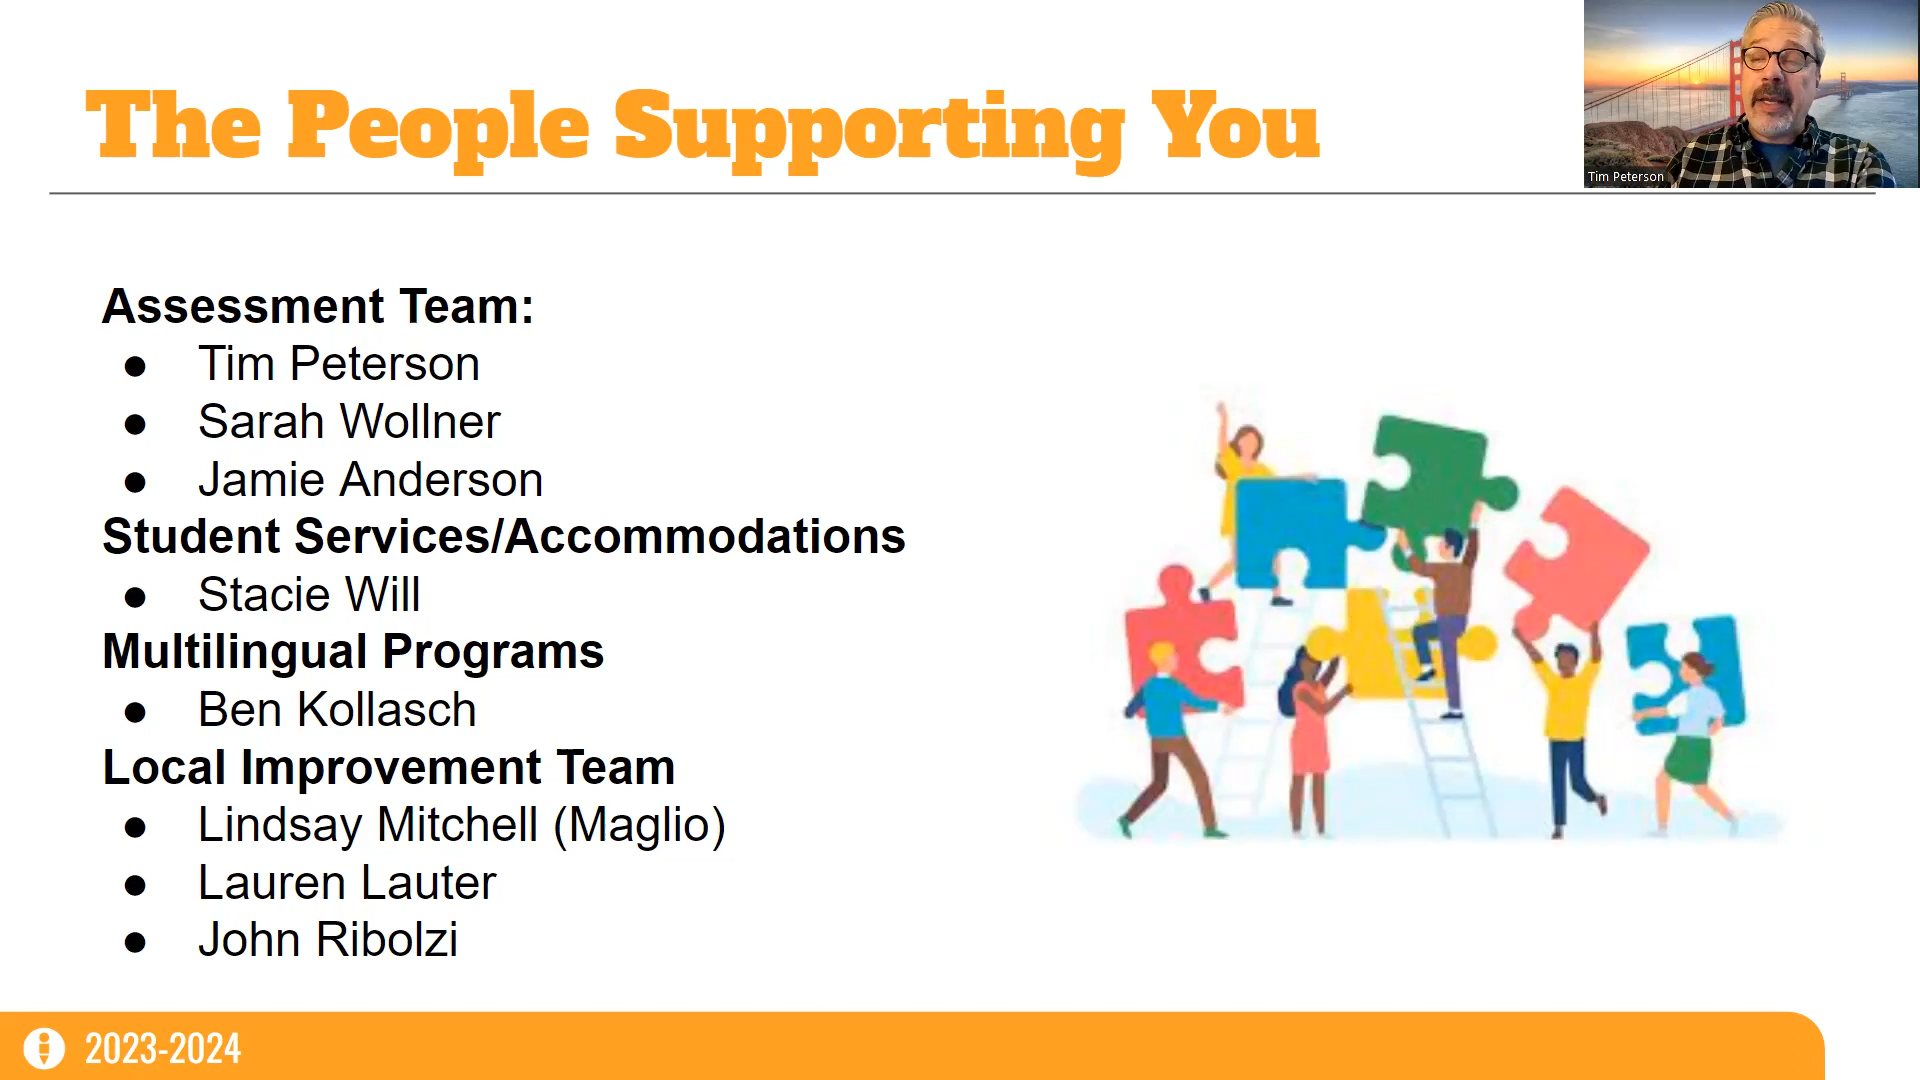 The People Supporting You
Tim Peterson
Assessment Team:
● Tim Peterson
● Sarah Wollner
● Jamie Anderson
Student Services/Accommodations
● Stacie Will
Multilingual Programs
● Ben Kollasch
Local Improvement Team
● Lindsay Mitchell (Maglio)
● Lauren Lauter
● John Ribolzi
2023-2024